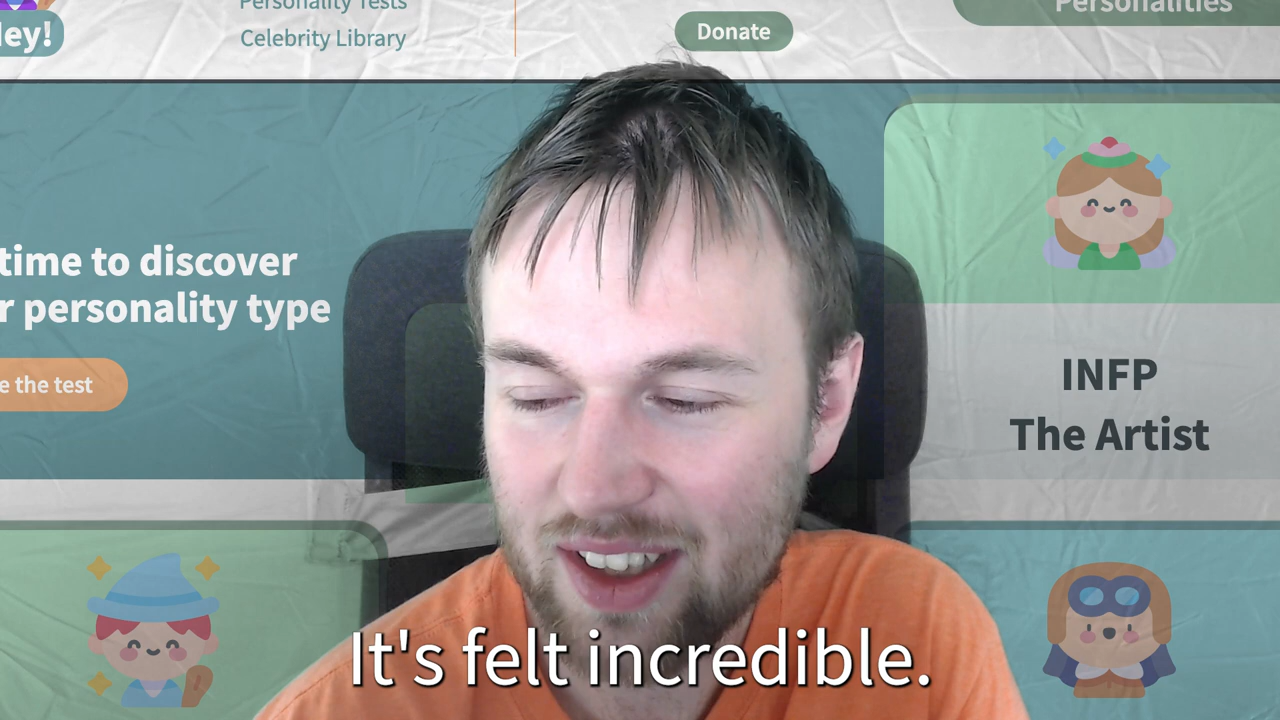 ley!
Personality Tests
Celebrity Library
Donate
Personalities
time to discover
r personality type
e the test
INFP
The Artist
It's felt incredible.